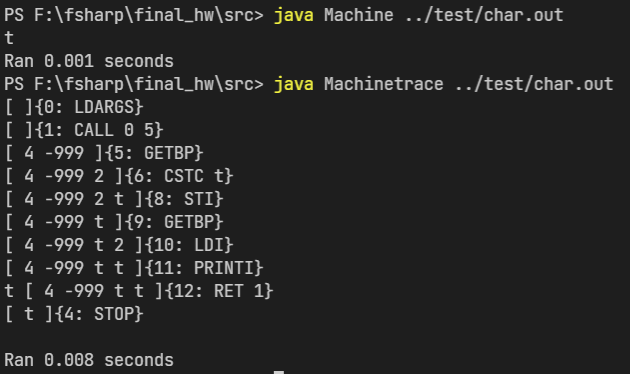 PS F:\fsharp\final_hw\src> java Machine ../test/char.out
t
Ran 0.001 seconds
PS F:\fsharp\final_hw\src> java Machinetrace ../test/char.out
[ ]{0: LDARGS}
[ ]{1: CALL 0 5}
[ 4 -999 ]{5: GETBP}
[ 4 -999 2 ]{6: CSTC t}
[ 4 -999 2 t ]{8: STI}
[ 4 -999 t ]{9: GETBP}
[ 4 -999 t 2 ]{10: LDI}
[ 4 -999 t t ]{11: PRINTI}
t [ 4 -999 t t ]{12: RET 1}
[ t ]{4: STOP}
Ran 0.008 seconds